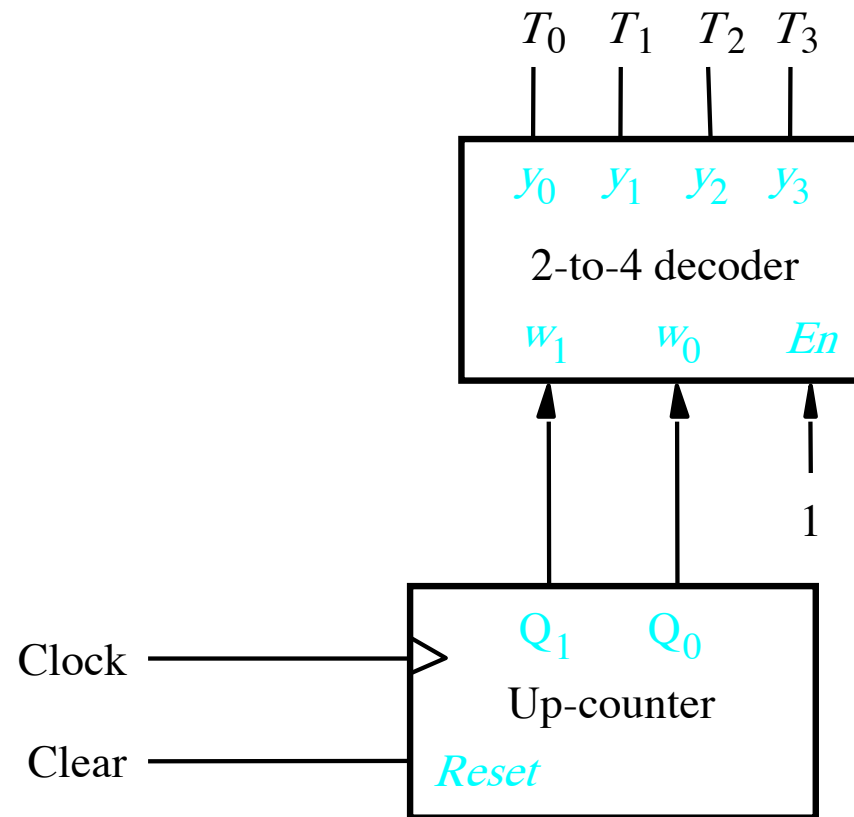 T0 T1 T2 T3
y0 y1 y2 y3
2-to-4 decoder
w1 w0 En
1
Q1 Q0
Clock
Up-counter
Clear
Reset